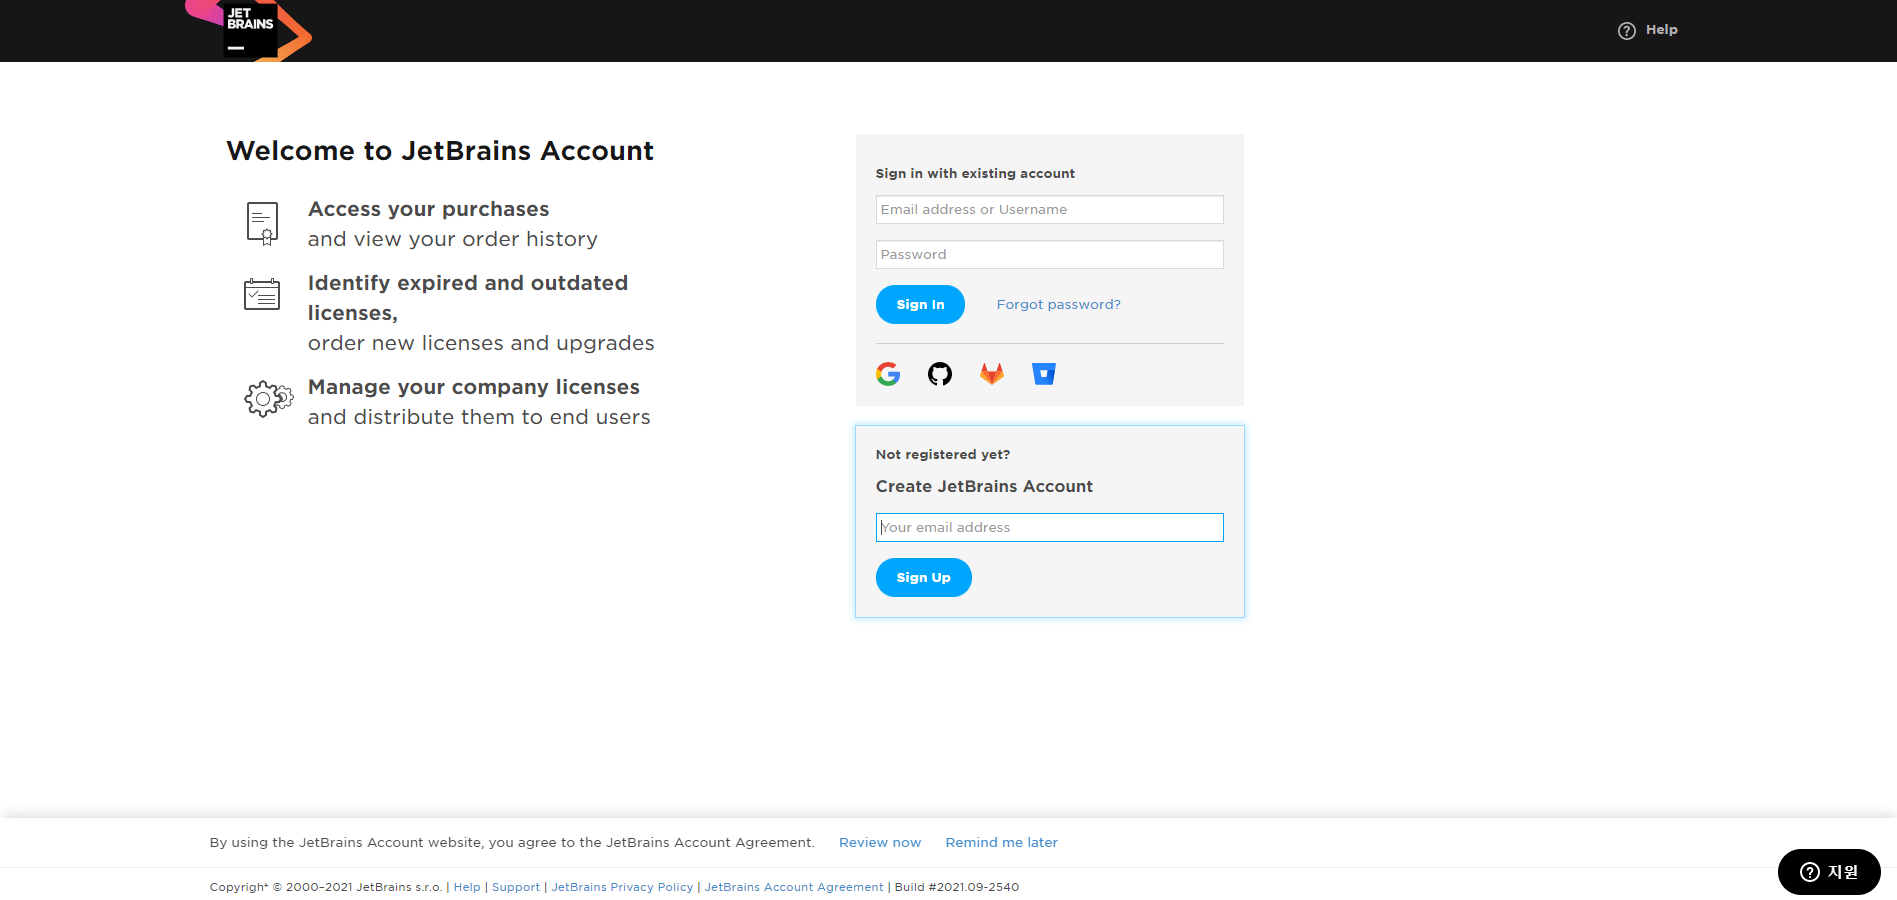 JET
BRAINS
Help
Welcome to JetBrains Account
Access your purchases
and view your order history
Identify expired and outdated
licenses,
order new licenses and upgrades
Manage your company licenses
and distribute them to end users
Sign in with existing account
Email address or Username
Password
Sign In
Forgot password?
Not registered yet?
Create JetBrains Account
Your email address
Sign Up
By using the JetBrains Account website, you agree to the JetBrains Account Agreement. Review now Remind me later
Copyright © 2000–2021 JetBrains s.r.o. | Help | Support | JetBrains Privacy Policy | JetBrains Account Agreement | Build #2021.09-2540
지원